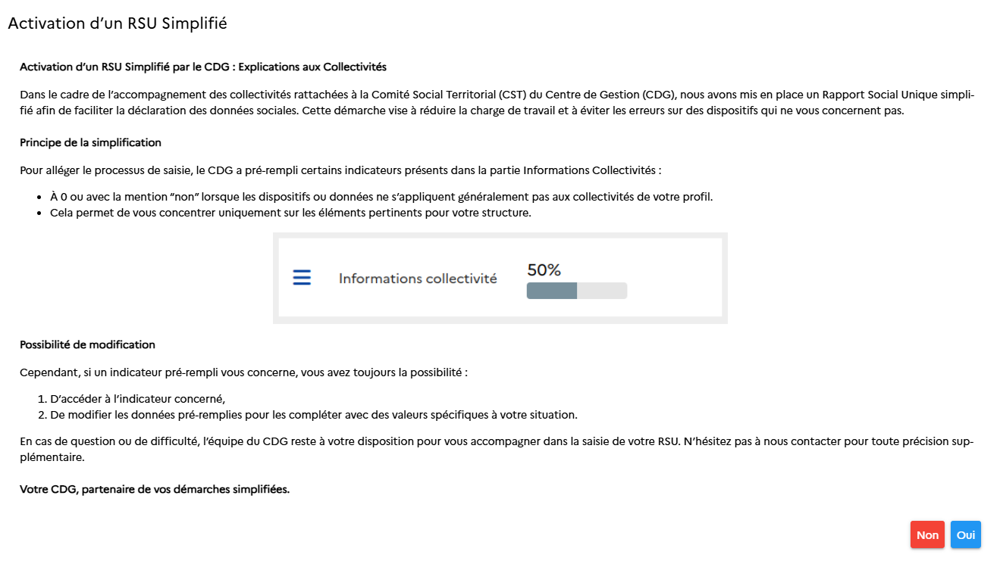 Activation d’un RSU Simplifié
Activation d’un RSU Simplifié par le CDG : Explications aux Collectivités
Dans le cadre de l’accompagnement des collectivités rattachées à la Comité Social Territorial (CST) du Centre de Gestion (CDG), nous avons mis en place un Rapport Social Unique simpli-
fié afin de faciliter la déclaration des données sociales. Cette démarche vise à réduire la charge de travail et à éviter les erreurs sur des dispositifs qui ne vous concernent pas.
Principe de la simplification
Pour alléger le processus de saisie, le CDG a pré-rempli certains indicateurs présents dans la partie Informations Collectivités :
• À 0 ou avec la mention “non” lorsque les dispositifs ou données ne s’appliquent généralement pas aux collectivités de votre profil.
• Cela permet de vous concentrer uniquement sur les éléments pertinents pour votre structure.
50%
Informations collectivité
Possibilité de modification
Cependant, si un indicateur pré-rempli vous concerne, vous avez toujours la possibilité :
1. D’accéder à l’indicateur concerné,
2. De modifier les données pré-remplies pour les compléter avec des valeurs spécifiques à votre situation.
En cas de question ou de difficulté, l’équipe du CDG reste à votre disposition pour vous accompagner dans la saisie de votre RSU. N’hésitez pas à nous contacter pour toute précision sup-
plémentaire.
Votre CDG, partenaire de vos démarches simplifiées.
Non Oui